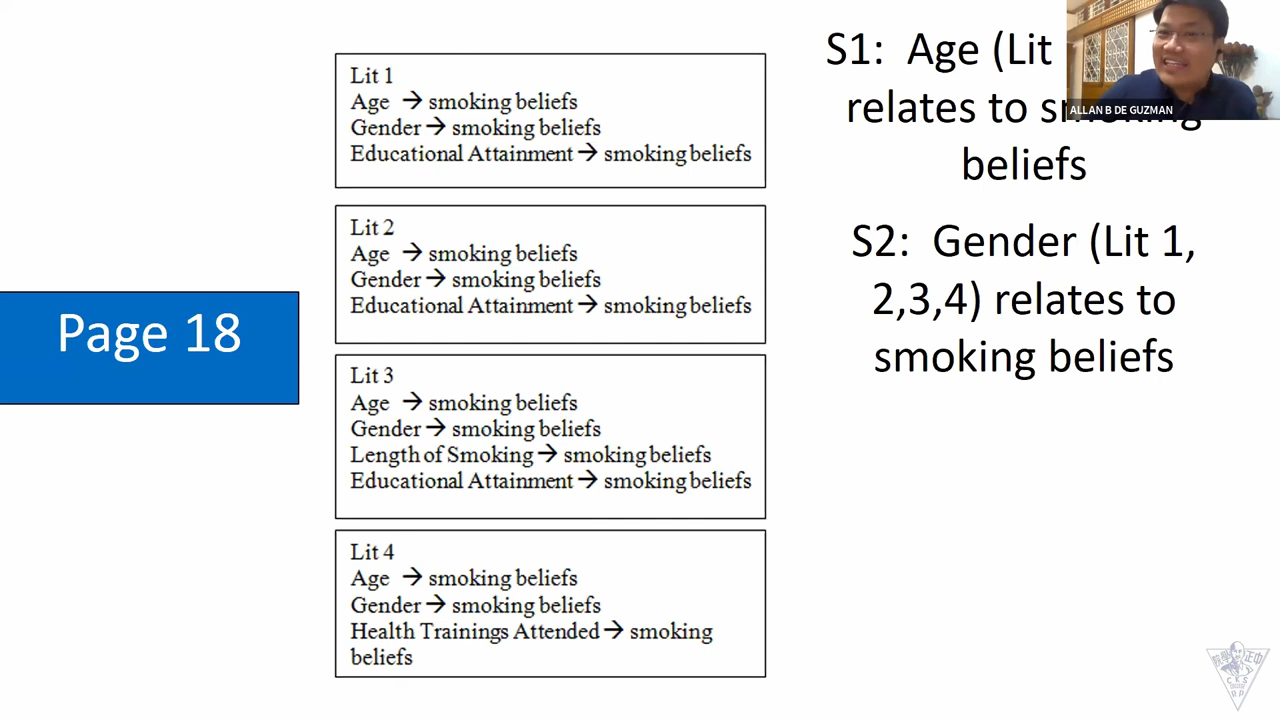 Page 18
Lit 1
Age → smoking beliefs
Gender → smoking beliefs
Educational Attainment → smoking beliefs
Lit 2
Age → smoking beliefs
Gender → smoking beliefs
Educational Attainment → smoking beliefs
Lit 3
Age → smoking beliefs
Gender → smoking beliefs
Length of Smoking → smoking beliefs
Educational Attainment → smoking beliefs
Lit 4
Age → smoking beliefs
Gender → smoking beliefs
Health Trainings Attended → smoking
beliefs
S1: Age (Lit
relates to smoking
beliefs
S2: Gender (Lit 1,
2,3,4) relates to
smoking beliefs
ALLAN B DE GUZMAN
CKS